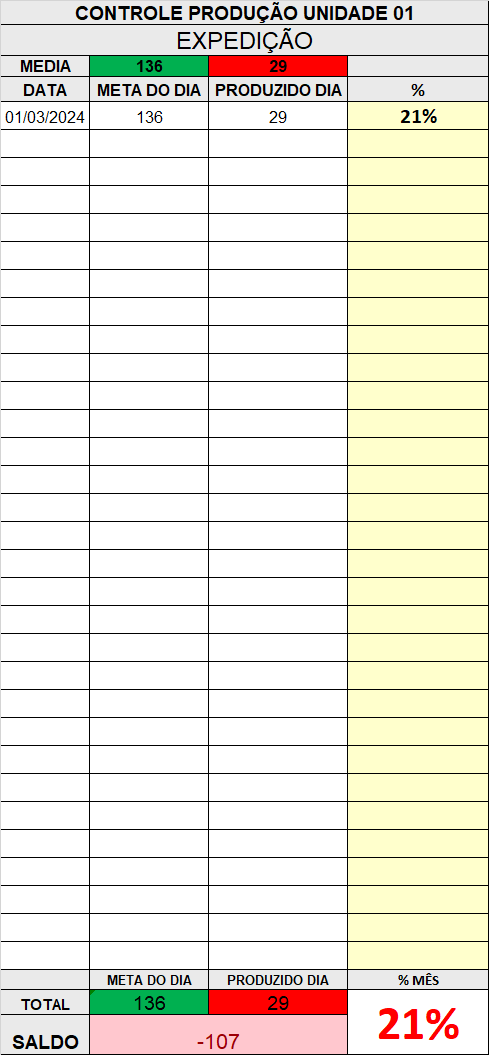 CONTROLE PRODUÇÃO UNIDADE 01
EXPEDIÇÃO
MEDIA 136 29
DATA META DO DIA PRODUZIDO DIA %
01/03/2024 136 29 21%
META DO DIA PRODUZIDO DIA % MÊS
TOTAL 136 29 21%
SALDO -107